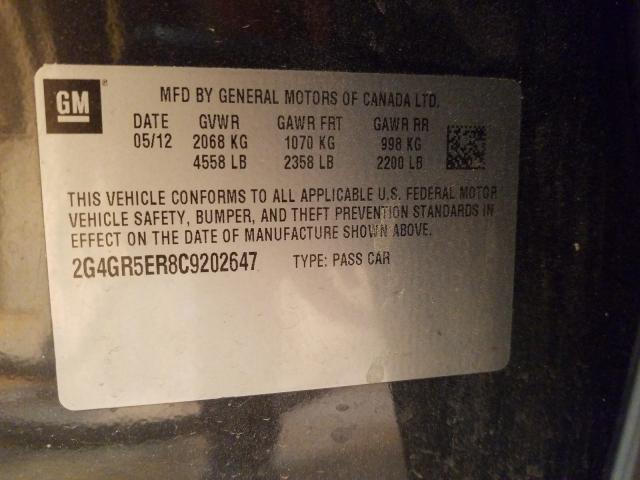 GM
MFD BY GENERAL MOTORS OF CANADA LTD.
DATE GVWR GAWR FRT GAWR RR
05/12 2068 KG 1070 KG 998 KG
4558 LB 2358 LB 2200 LB
THIS VEHICLE CONFORMS TO ALL APPLICABLE U.S. FEDERAL MOTOR
VEHICLE SAFETY, BUMPER, AND THEFT PREVENTION STANDARDS IN
EFFECT ON THE DATE OF MANUFACTURE SHOWN ABOVE.
2G4GR5ER8C9202647 TYPE: PASS CAR